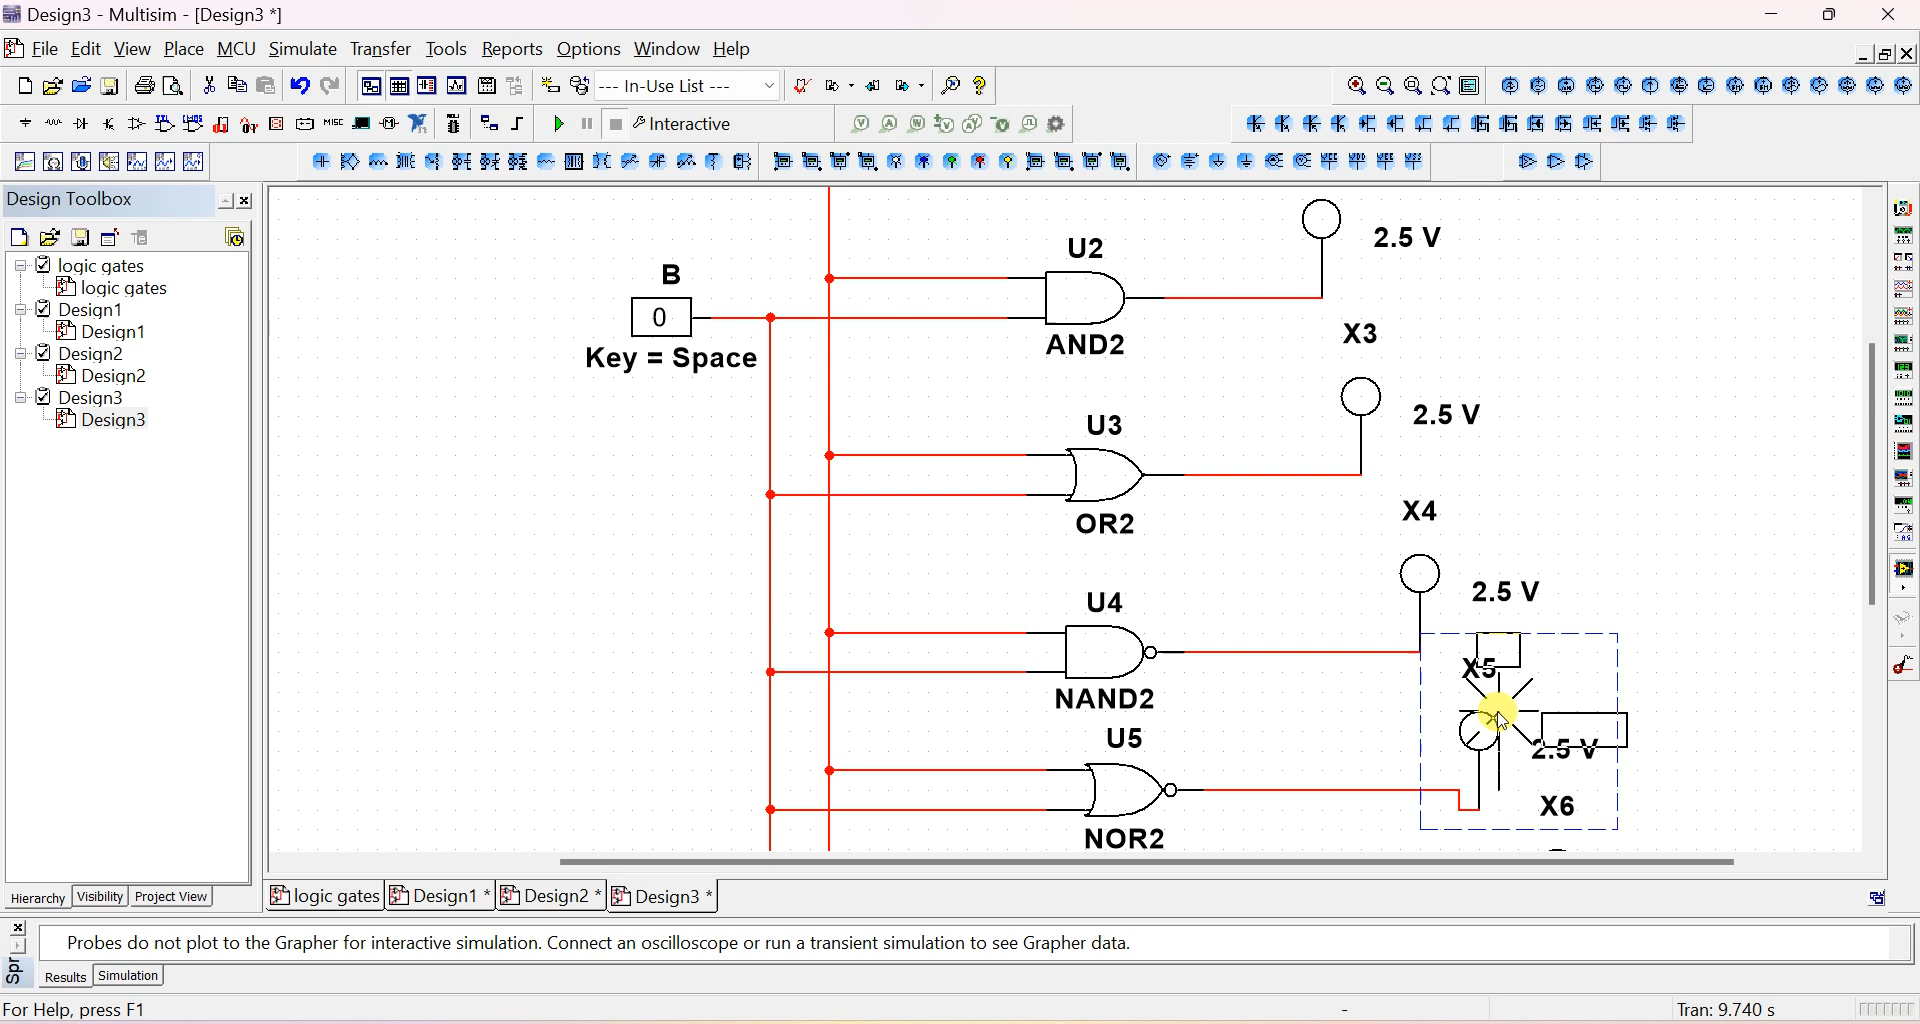 Design3 - Multisim - [Design3 *]
File Edit View Place MCU Simulate Transfer Tools Reports Options Window Help
--- In-Use List ---
MISC
Interactive
Design Toolbox
logic gates
logic gates
Design1
Design1
Design2
Design2
Design3
Design3
Hierarchy Visibility Project View
B
0
Key = Space
U2
AND2
2.5 V
X3
U3
OR2
2.5 V
X4
U4
NAND2
2.5 V
X5
U5
NOR2
2.5 V
X6
logic gates Design1 * Design2 * Design3 *
Probes do not plot to the Grapher for interactive simulation. Connect an oscilloscope or run a transient simulation to see Grapher data.
Spr
Results Simulation
For Help, press F1
-
Tran: 9.740 s